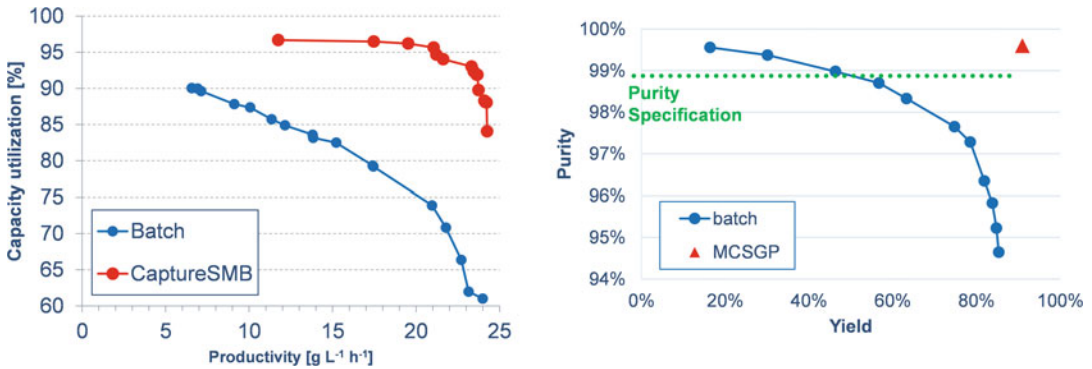 Capacity utilization [%]
100
95
90
85
80
75
70
65
60
Batch
CaptureSMB
0
5
10
15
20
25
Productivity [g L⁻¹ h⁻¹]
Purity
100%
99%
98%
97%
96%
95%
94%
Purity
Specification
batch
MCSGP
0%
20%
40%
60%
80%
100%
Yield